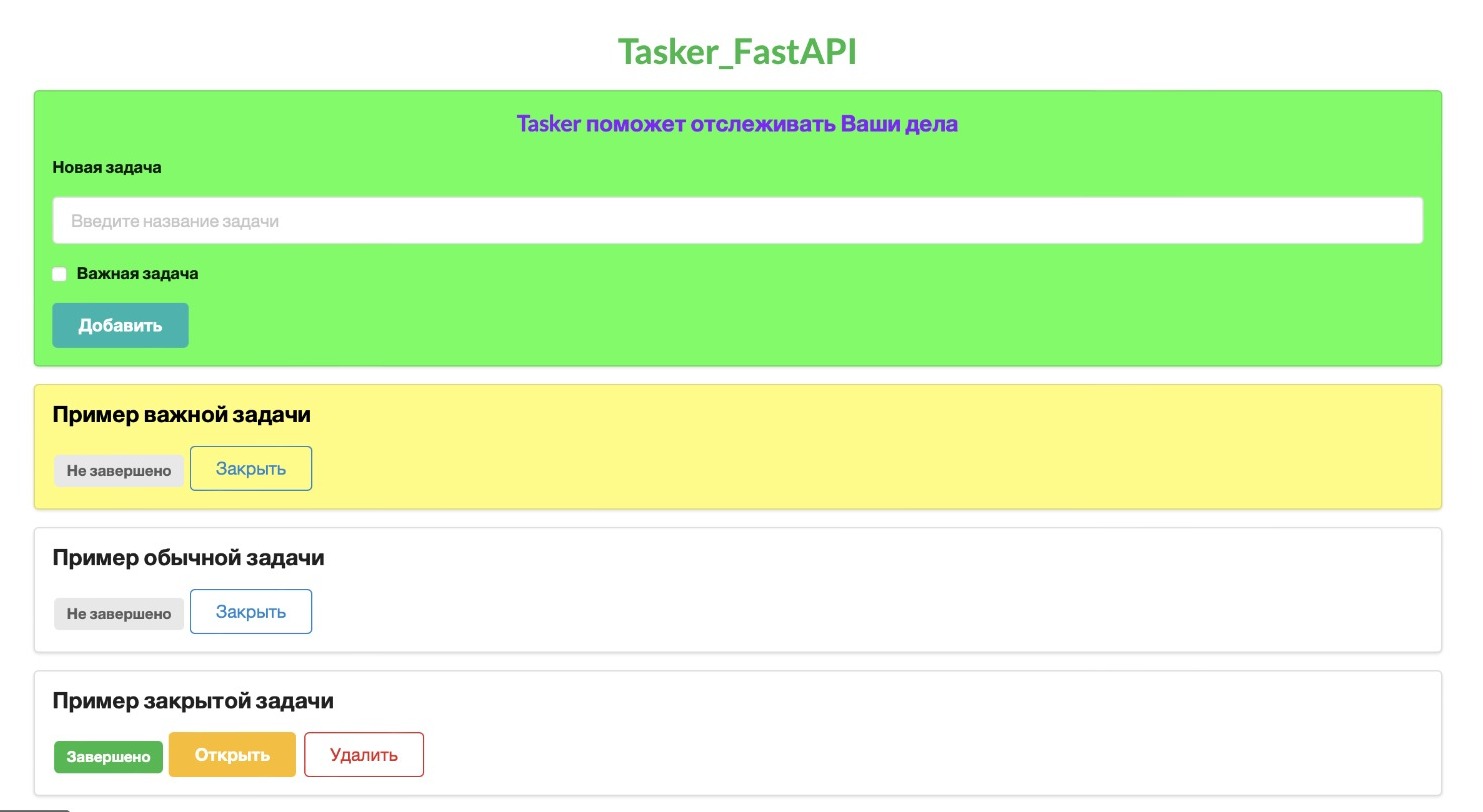 Tasker_FastAPI
Tasker поможет отслеживать Ваши дела
Новая задача
Введите название задачи
Важная задача
Добавить
Пример важной задачи
Не завершено Закрыть
Пример обычной задачи
Не завершено Закрыть
Пример закрытой задачи
Завершено Открыть Удалить